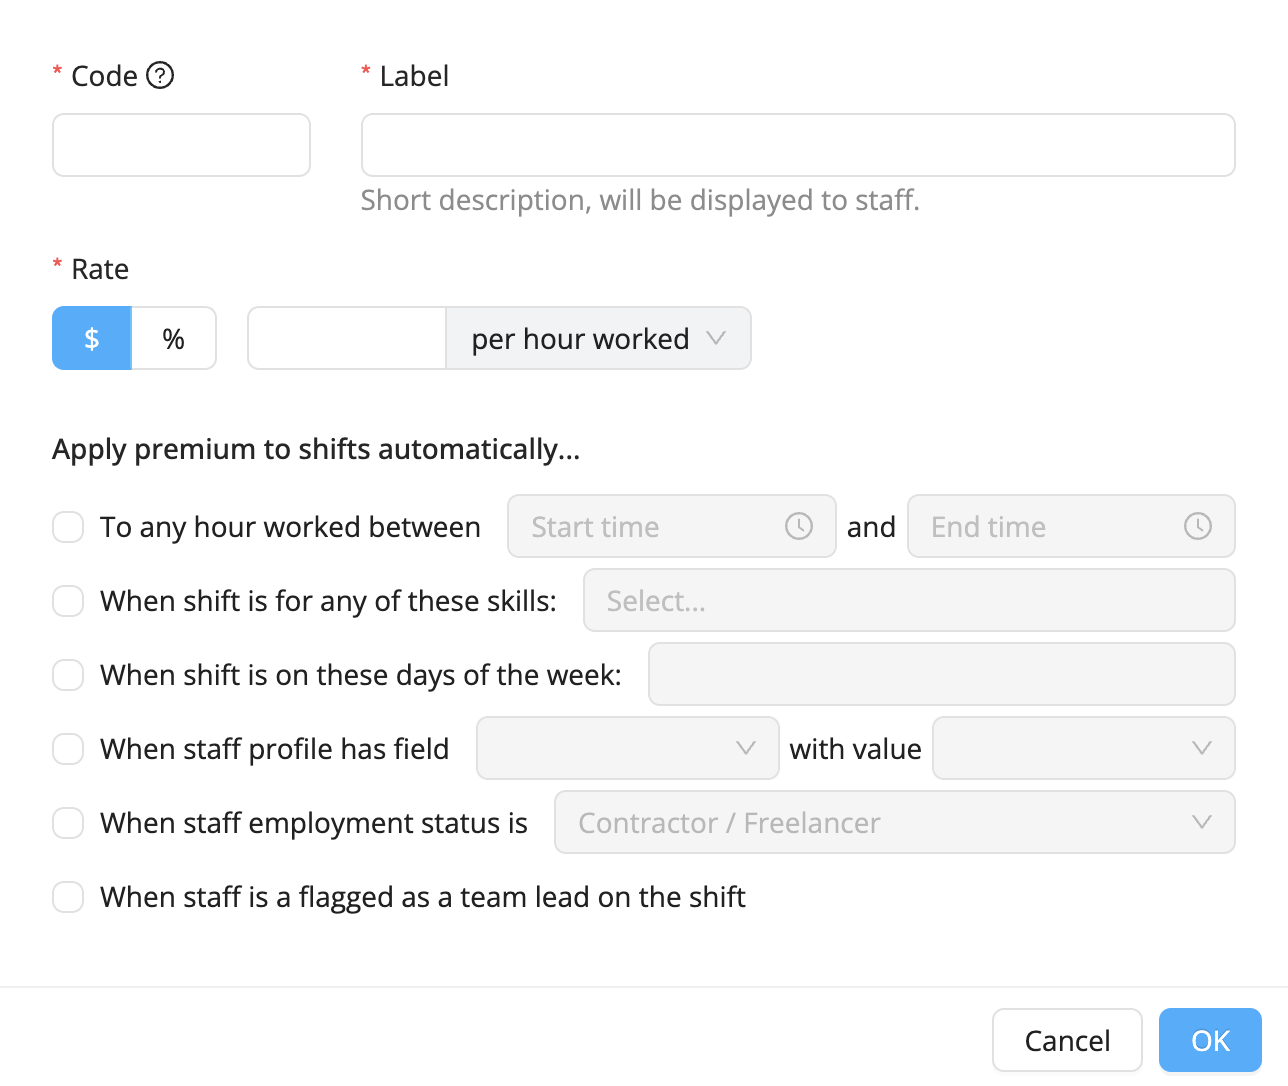 * Code ? * Label
Short description, will be displayed to staff.
* Rate
$ % per hour worked
Apply premium to shifts automatically...
To any hour worked between Start time and End time
When shift is for any of these skills: Select...
When shift is on these days of the week:
When staff profile has field with value
When staff employment status is Contractor / Freelancer
When staff is a flagged as a team lead on the shift
Cancel OK